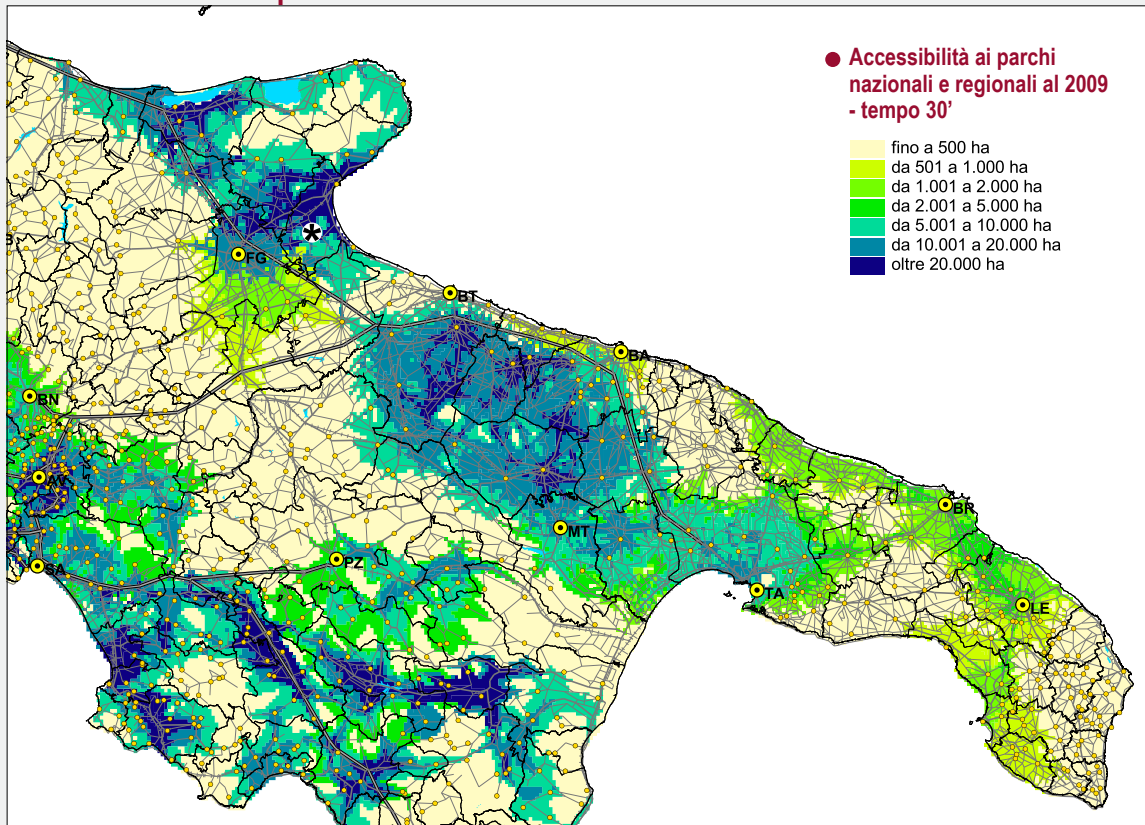 ● Accessibilità ai parchi
nazionali e regionali al 2009
- tempo 30’
fino a 500 ha
da 501 a 1.000 ha
da 1.001 a 2.000 ha
da 2.001 a 5.000 ha
da 5.001 a 10.000 ha
da 10.001 a 20.000 ha
oltre 20.000 ha
*
FG
BT
BA
BN
AV
MT
BR
SA
PZ
TA
LE